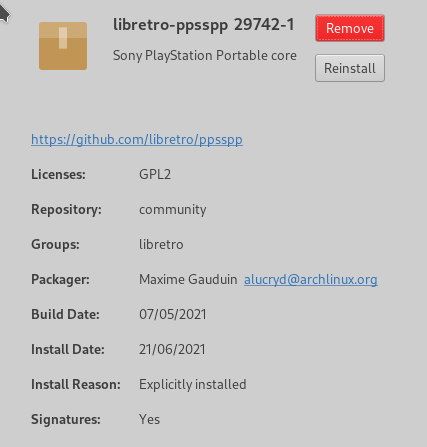 libretro-ppsspp 29742-1
Remove
Sony PlayStation Portable core
Reinstall
https://github.com/libretro/ppsspp
Licenses: GPL2
Repository: community
Groups: libretro
Packager: Maxime Gauduin alucryd@archlinux.org
Build Date: 07/05/2021
Install Date: 21/06/2021
Install Reason: Explicitly installed
Signatures: Yes